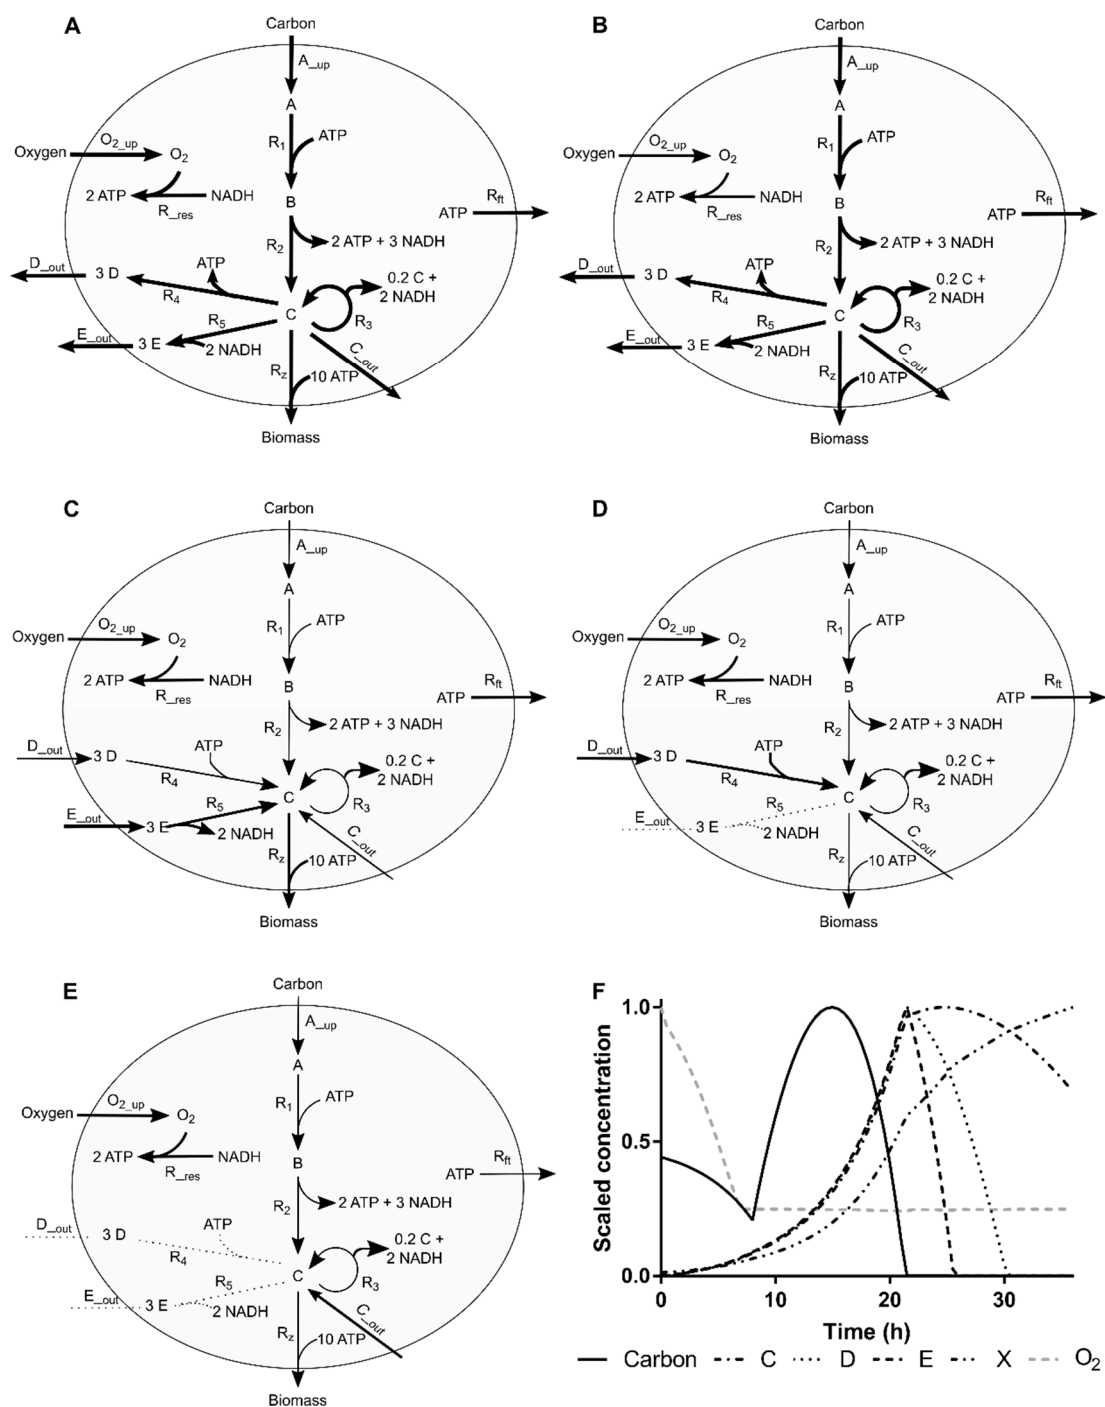 A
Carbon
A_up
A
O2_up
Oxygen
O2
R1
ATP
2 ATP
NADH
R_res
B
Rft
ATP
R2
2 ATP + 3 NADH
D_out
3 D
ATP
R4
0.2 C +
2 NADH
C
R3
E_out
3 E
R5
2 NADH
C_out
Rz
10 ATP
Biomass
B
Carbon
A_up
A
O2_up
Oxygen
O2
R1
ATP
2 ATP
NADH
R_res
B
Rft
ATP
R2
2 ATP + 3 NADH
D_out
3 D
ATP
R4
0.2 C +
2 NADH
C
R3
E_out
3 E
R5
2 NADH
C_out
Rz
10 ATP
Biomass
C
Carbon
A_up
A
O2_up
Oxygen
O2
R1
ATP
2 ATP
NADH
R_res
B
Rft
ATP
R2
2 ATP + 3 NADH
D_out
3 D
ATP
R4
0.2 C +
2 NADH
C
R3
E_out
3 E
R5
2 NADH
C_out
Rz
10 ATP
Biomass
D
Carbon
A_up
A
O2_up
Oxygen
O2
R1
ATP
2 ATP
NADH
R_res
B
Rft
ATP
R2
2 ATP + 3 NADH
D_out
3 D
ATP
R4
0.2 C +
2 NADH
C
R3
E_out
3 E
R5
2 NADH
C_out
Rz
10 ATP
Biomass
E
Carbon
A_up
A
O2_up
Oxygen
O2
R1
ATP
2 ATP
NADH
R_res
B
Rft
ATP
R2
2 ATP + 3 NADH
D_out
3 D
ATP
R4
0.2 C +
2 NADH
C
R3
E_out
3 E
R5
2 NADH
C_out
Rz
10 ATP
Biomass
F
Scaled concentration
1.0
0.5
0.0
0 10 20 30
Time (h)
Carbon C D E X O2